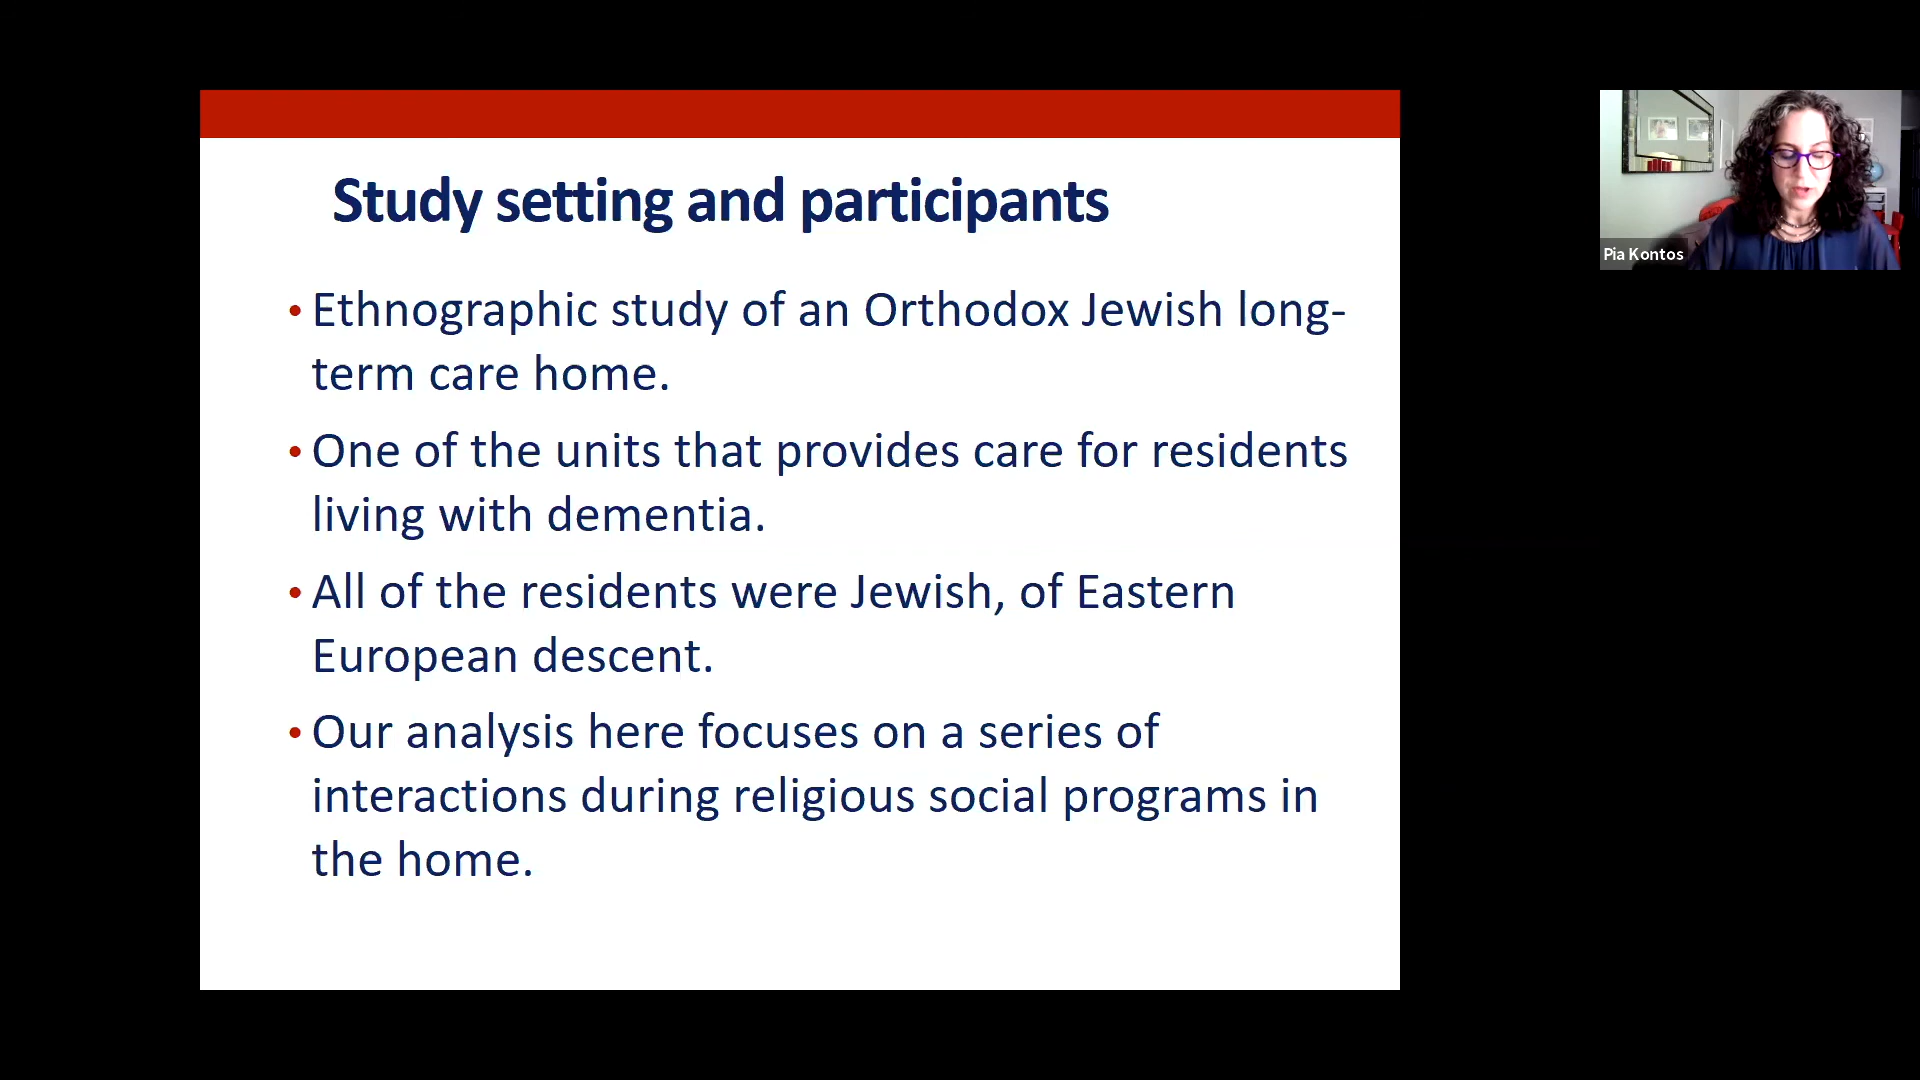 Study setting and participants
• Ethnographic study of an Orthodox Jewish long-
term care home.
• One of the units that provides care for residents
living with dementia.
• All of the residents were Jewish, of Eastern
European descent.
• Our analysis here focuses on a series of
interactions during religious social programs in
the home.
Pia Kontos